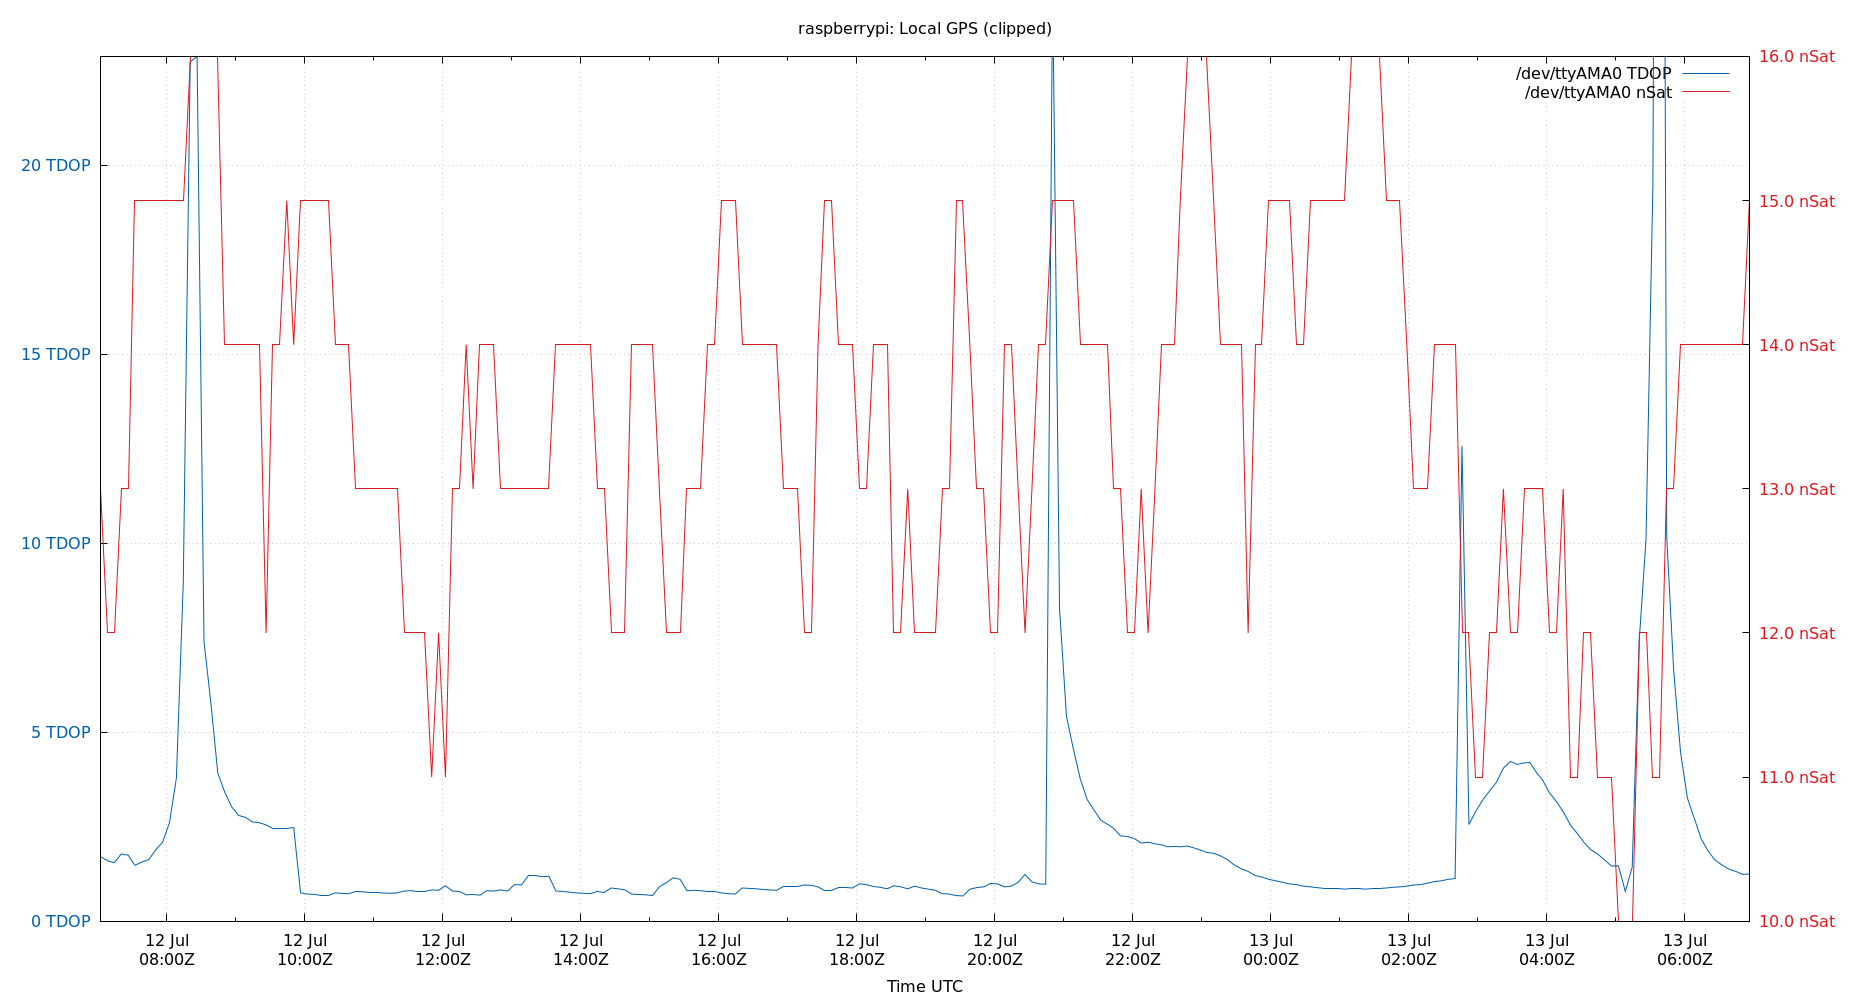 raspberrypi: Local GPS (clipped)
/dev/ttyAMA0 TDOP
/dev/ttyAMA0 nSat
20 TDOP
15 TDOP
10 TDOP
5 TDOP
0 TDOP
16.0 nSat
15.0 nSat
14.0 nSat
13.0 nSat
12.0 nSat
11.0 nSat
10.0 nSat
12 Jul 12 Jul 12 Jul 12 Jul 12 Jul 12 Jul 12 Jul 12 Jul 13 Jul 13 Jul 13 Jul 13 Jul
08:00Z 10:00Z 12:00Z 14:00Z 16:00Z 18:00Z 20:00Z 22:00Z 00:00Z 02:00Z 04:00Z 06:00Z
Time UTC